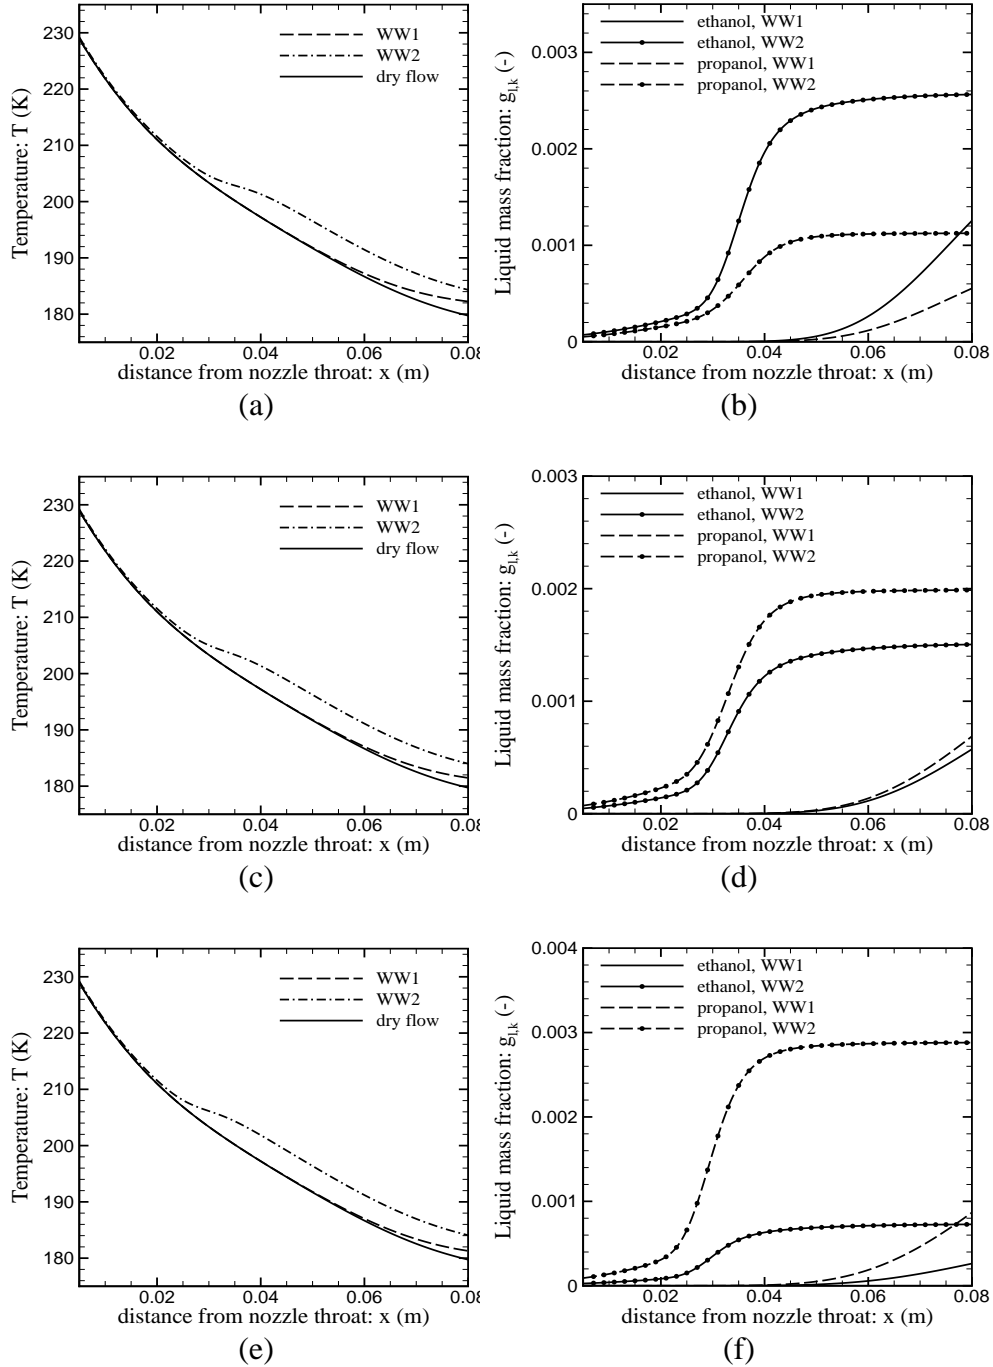 230
220
210
200
190
180
Temperature: T (K)
WW1
WW2
dry flow
0.02
0.04
0.06
0.08
distance from nozzle throat: x (m)
(a)
0.003
0.002
0.001
0
Liquid mass fraction: g_l,k (-)
ethanol, WW1
ethanol, WW2
propanol, WW1
propanol, WW2
0.02
0.04
0.06
0.08
distance from nozzle throat: x (m)
(b)
230
220
210
200
190
180
Temperature: T (K)
WW1
WW2
dry flow
0.02
0.04
0.06
0.08
distance from nozzle throat: x (m)
(c)
0.003
0.002
0.001
0
Liquid mass fraction: g_l,k (-)
ethanol, WW1
ethanol, WW2
propanol, WW1
propanol, WW2
0.02
0.04
0.06
0.08
distance from nozzle throat: x (m)
(d)
230
220
210
200
190
180
Temperature: T (K)
WW1
WW2
dry flow
0.02
0.04
0.06
0.08
distance from nozzle throat: x (m)
(e)
0.004
0.003
0.002
0.001
0
Liquid mass fraction: g_l,k (-)
ethanol, WW1
ethanol, WW2
propanol, WW1
propanol, WW2
0.02
0.04
0.06
0.08
distance from nozzle throat: x (m)
(f)